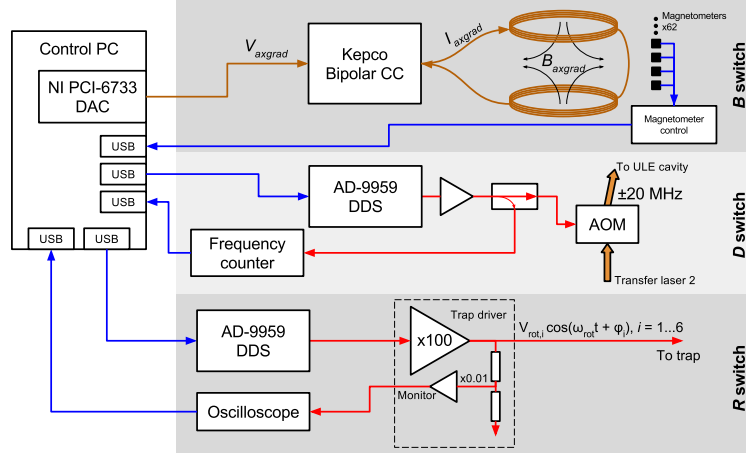 Control PC
NI PCI-6733
DAC
USB
USB
USB
USB
USB
V_axgrad
Kepco
Bipolar CC
I_axgrad
B_axgrad
Magnetometers
x62
Magnetometer
control
B switch
AD-9959
DDS
Frequency
counter
To ULE cavity
±20 MHz
AOM
Transfer laser 2
D switch
AD-9959
DDS
Oscilloscope
Trap driver
x100
x0.01
Monitor
V_rot,i cos(ω_rot t + φ_i), i = 1...6
To trap
R switch